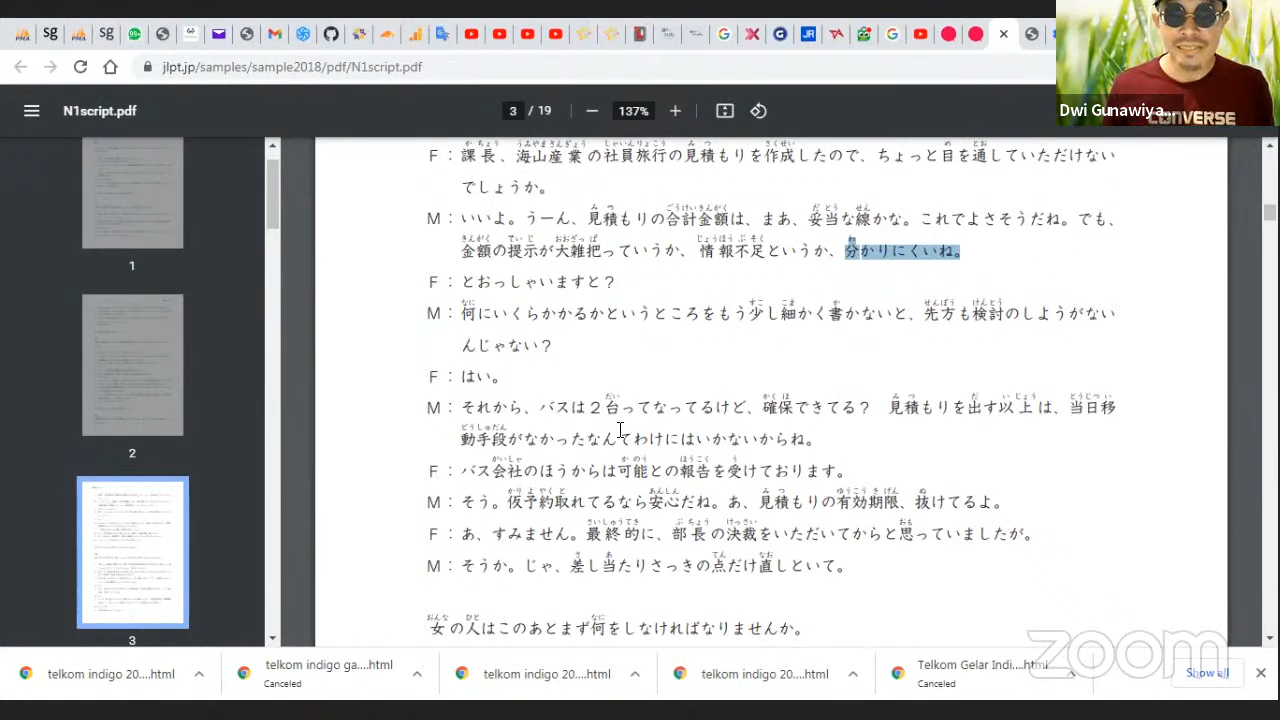 jlpt.jp/samples/sample2018/pdf/N1script.pdf
N1script.pdf
3 / 19
137%
Dwi Gunawiya...
CONVERSE
F：課長、海山産業の社員旅行の見積もりを作成したので、ちょっと目を通していただけない
でしょうか。
M：いいよ。うーん、見積もりの合計金額は、まあ、妥当な線かな。これでよさそうだね。でも、
金額の提示が大雑把っていうか、情報不足というか、分かりにくいね。
F：とおっしゃいますと？
M：何にいくらかかるかというところをもう少し細かく書かないと、先方も検討のしようがない
んじゃない？
F：はい。
M：それから、バスは２台ってなってるけど、確保できてる？　見積もりを出す以上は、当日移
動手段がなかったなんてわけにはいかないからね。
F：バス会社のほうからは可能との報告を受けております。
M：そう。仮予約取れてるなら安心だね。あ、見積もりの有効期限、抜けてるよ。
F：あ、すみません。最終的に、部長の決裁をいただいてからと思っていましたが。
M：そうか。じゃ、差し当たりさっきの点だけ直しといて。
女の人はこのあとまず何をしなければなりませんか。
1
2
3
zoom
telkom indigo 20....html
telkom indigo ga....html
Canceled
telkom indigo 20....html
telkom indigo 20....html
Telkom Gelar Indi....html
Canceled
Show all